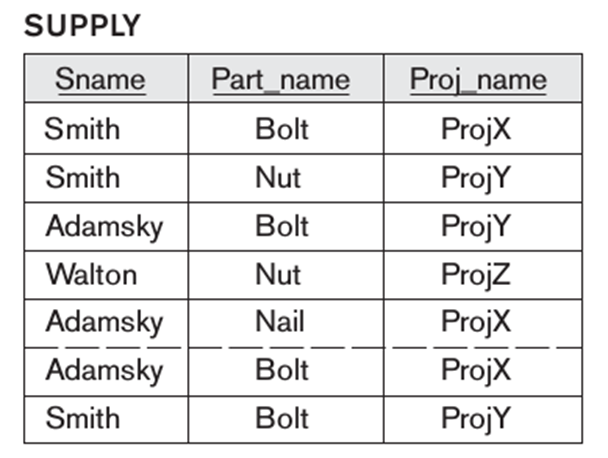 SUPPLY
Sname Part_name Proj_name
Smith Bolt ProjX
Smith Nut ProjY
Adamsky Bolt ProjY
Walton Nut ProjZ
Adamsky Nail ProjX
Adamsky Bolt ProjX
Smith Bolt ProjY